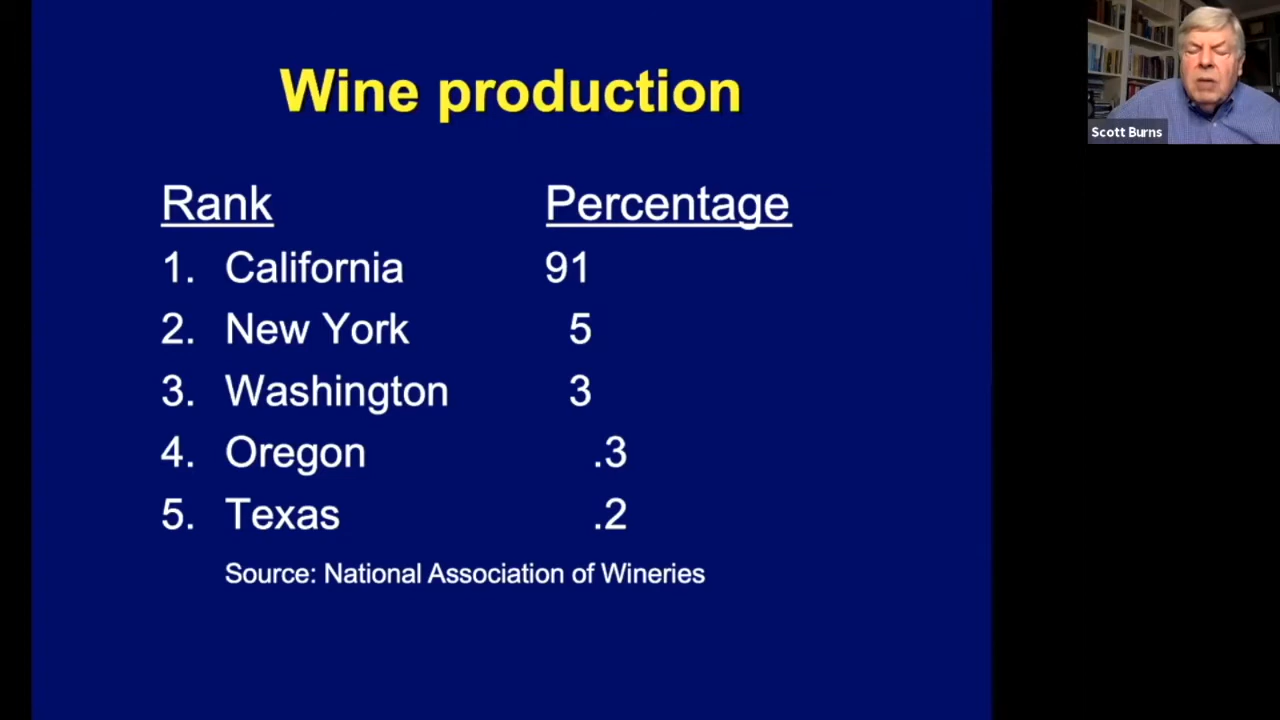 Wine production
Rank Percentage
1. California 91
2. New York 5
3. Washington 3
4. Oregon .3
5. Texas .2
Source: National Association of Wineries
Scott Burns